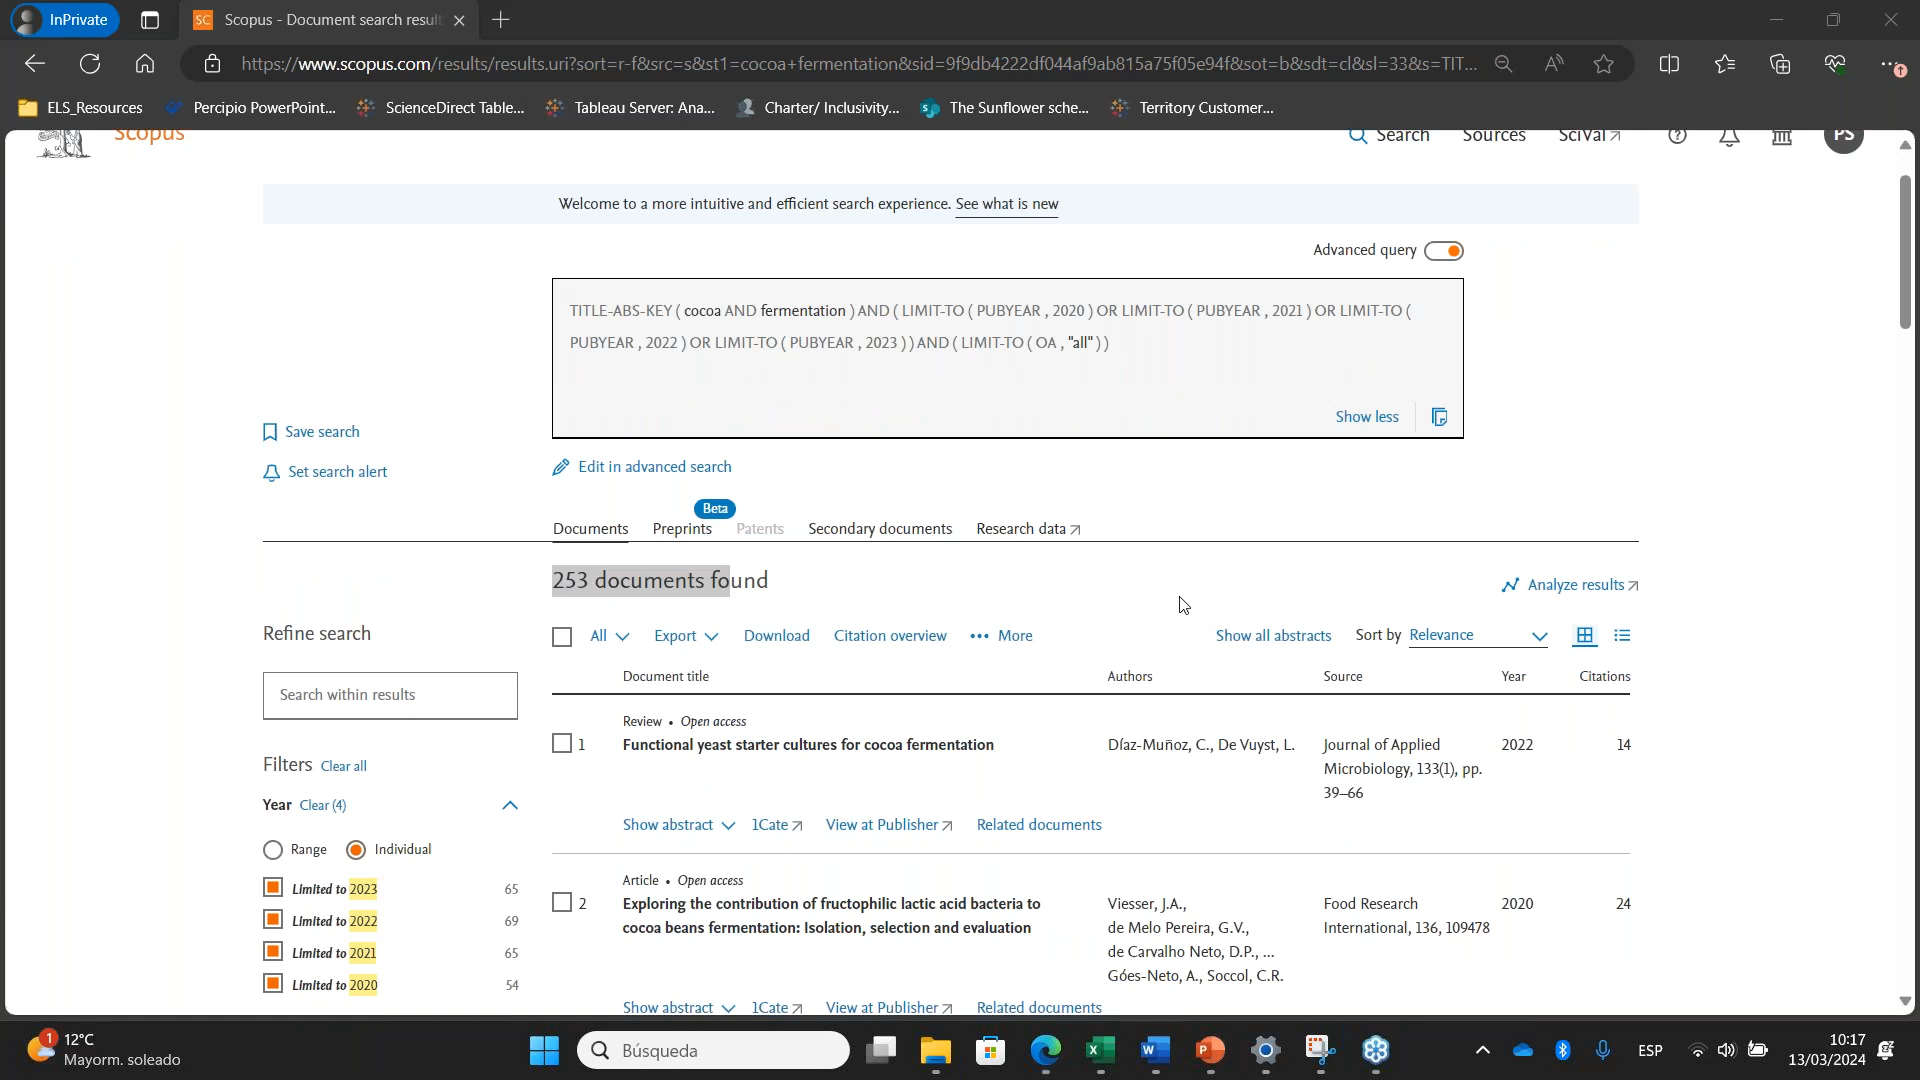 InPrivate
Scopus - Document search result
https://www.scopus.com/results/results.uri?sort=r-f&src=s&st1=cocoa+fermentation&sid=9f9db4222df044af9ab815a75f05e94f&sot=b&sdt=cl&sl=33&s=TIT...
ELS_Resources
Percipio PowerPoint...
ScienceDirect Table...
Tableau Server: Ana...
Charter/ Inclusivity...
The Sunflower sche...
Territory Customer...
Scopus
Search
Sources
SciVal
PS
Welcome to a more intuitive and efficient search experience. See what is new
Advanced query
TITLE-ABS-KEY ( cocoa AND fermentation ) AND ( LIMIT-TO ( PUBYEAR , 2020 ) OR LIMIT-TO ( PUBYEAR , 2021 ) OR LIMIT-TO (
PUBYEAR , 2022 ) OR LIMIT-TO ( PUBYEAR , 2023 ) ) AND ( LIMIT-TO ( OA , "all" ) )
Show less
Save search
Set search alert
Edit in advanced search
Beta
Documents
Preprints
Patents
Secondary documents
Research data
253 documents found
Analyze results
Refine search
All
Export
Download
Citation overview
More
Show all abstracts
Sort by Relevance
Search within results
Document title
Authors
Source
Year
Citations
Review • Open access
1
Functional yeast starter cultures for cocoa fermentation
Díaz-Muñoz, C., De Vuyst, L.
Journal of Applied
Microbiology, 133(1), pp.
39–66
2022
14
Filters Clear all
Year Clear (4)
Show abstract
1Cate
View at Publisher
Related documents
Range
Individual
Limited to 2023
65
Limited to 2022
69
Limited to 2021
65
Limited to 2020
54
Article • Open access
2
Exploring the contribution of fructophilic lactic acid bacteria to
cocoa beans fermentation: Isolation, selection and evaluation
Viesser, J.A.,
de Melo Pereira, G.V.,
de Carvalho Neto, D.P., ...
Góes-Neto, A., Soccol, C.R.
Food Research
International, 136, 109478
2020
24
Show abstract
1Cate
View at Publisher
Related documents
1
12°C
Mayorm. soleado
Búsqueda
ESP
10:17
13/03/2024